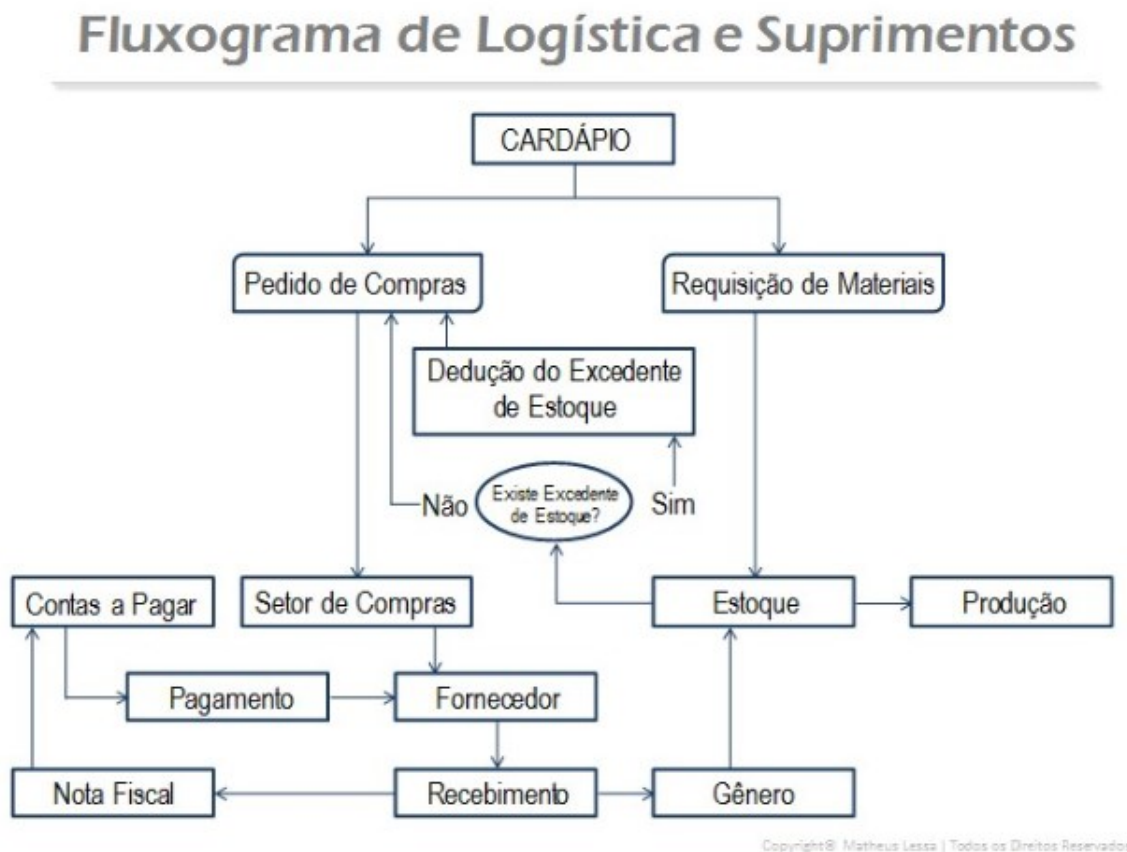 Fluxograma de Logística e Suprimentos
CARDÁPIO
Pedido de Compras
Requisição de Materiais
Dedução do Excedente
de Estoque
Não
Existe Excedente
de Estoque?
Sim
Contas a Pagar
Setor de Compras
Estoque
Produção
Pagamento
Fornecedor
Nota Fiscal
Recebimento
Gênero
Copyright® Matheus Lessa | Todos os Direitos Reservados